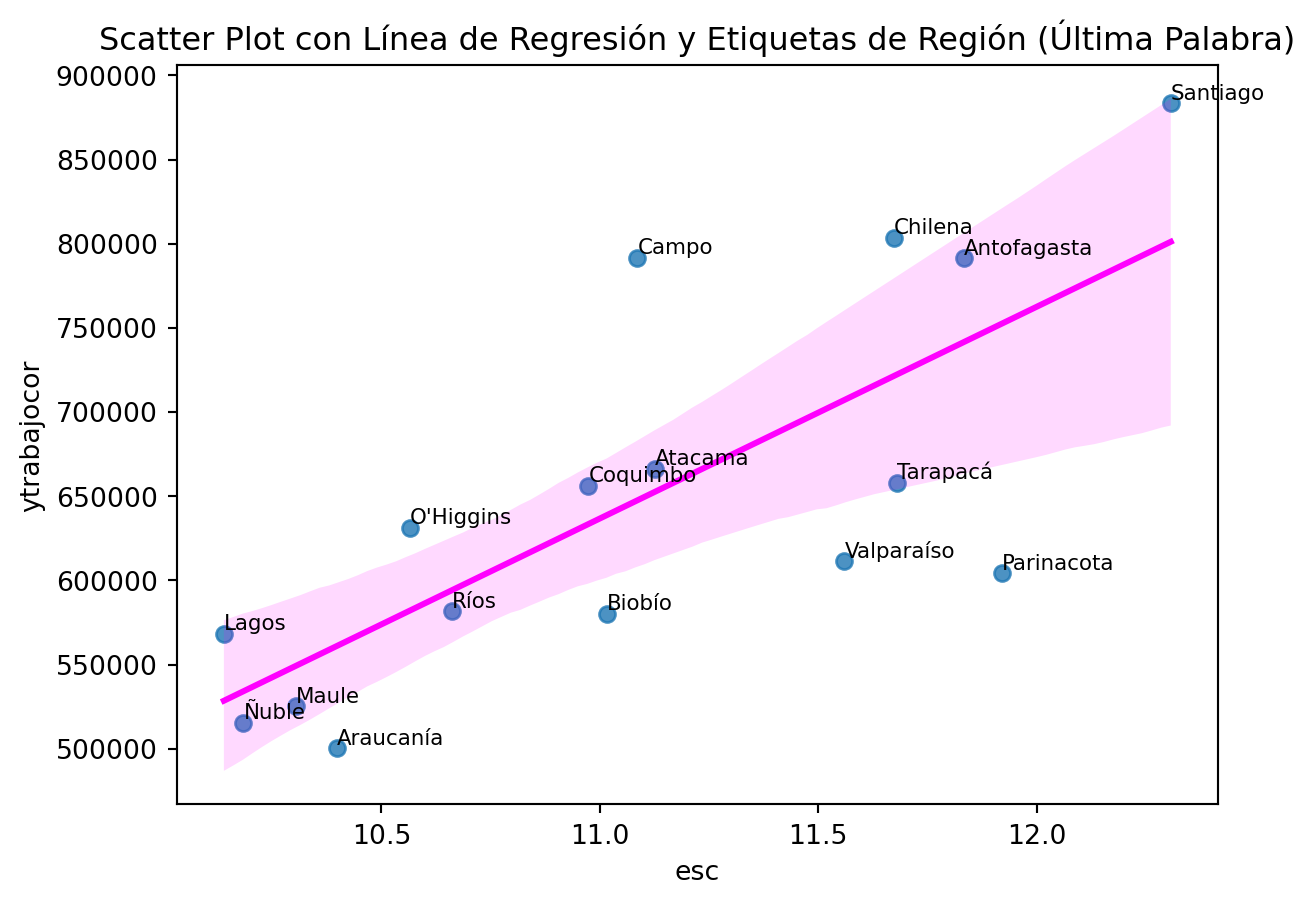 Scatter Plot con Línea de Regresión y Etiquetas de Región (Última Palabra)
900000
850000
800000
750000
700000
650000
600000
550000
500000
ytrabajocor
Santiago
Chilena
Campo
Antofagasta
Atacama
Coquimbo
Tarapacá
O'Higgins
Valparaíso
Parinacota
Ríos
Biobío
Lagos
Maule
Ñuble
Araucanía
10.5
11.0
11.5
12.0
esc